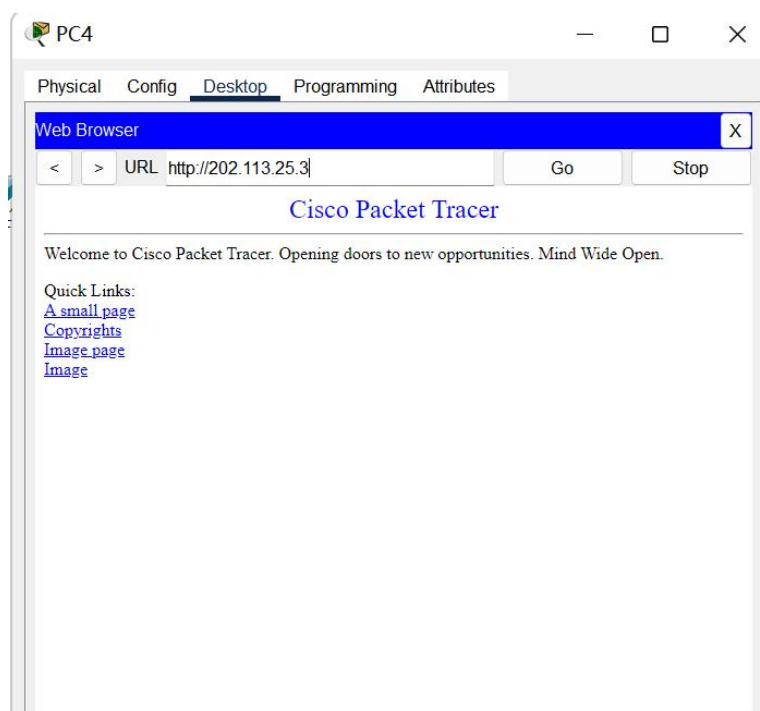 PC4
Physical Config Desktop Programming Attributes
Web Browser X
< > URL http://202.113.25.3 Go Stop
Cisco Packet Tracer
Welcome to Cisco Packet Tracer. Opening doors to new opportunities. Mind Wide Open.
Quick Links:
A small page
Copyrights
Image page
Image